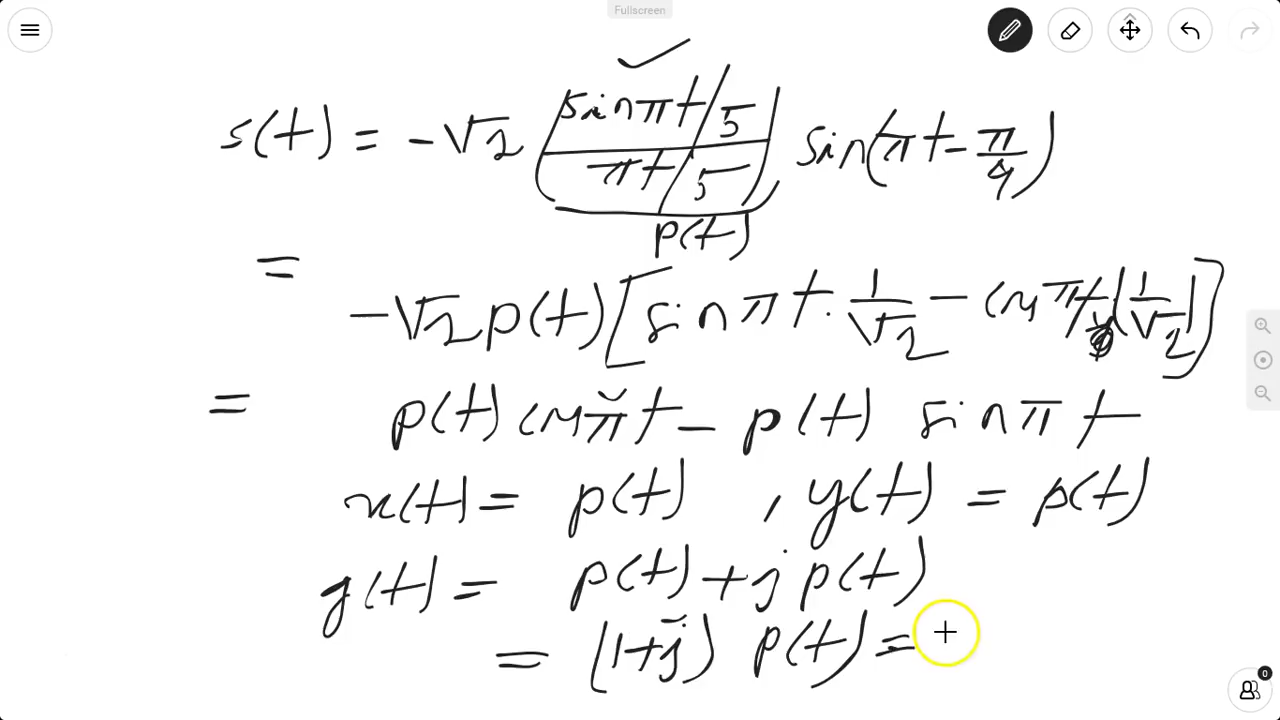 Fullscreen
s(t) = -√2 (sin πt/5 / πt/5) sin(πt - π/4)
p(t)
=
-√2 p(t) [sin πt · 1/√2 - cos πt (1/√2)]
= p(t) cos πt - p(t) sin πt
x(t) = p(t) , y(t) = p(t)
g(t) = p(t) + j p(t)
= (1+j) p(t) =
0